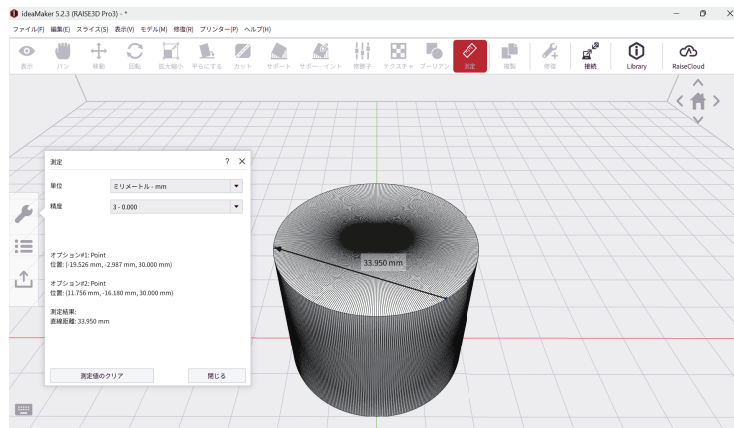 ideaMaker 5.2.3 (RAISE3D Pro3) - *
ファイル(F) 編集(E) スライス(S) 表示(V) モデル(M) 修復(R) プリンター(P) ヘルプ(H)
表示 パン 移動 回転 拡大縮小 平らにする カット サポート サポー…イント 修飾子 テクスチャ ブーリアン 測定 複製 修復 接続 Library RaiseCloud
測定 ? ×
単位 ミリメートル - mm
精度 3 - 0.000
オプション#1: Point
位置: (-19.526 mm, -2.987 mm, 30.000 mm)
オプション#2: Point
位置: (11.756 mm, -16.180 mm, 30.000 mm)
測定結果:
直線距離: 33.950 mm
測定値のクリア 閉じる
33.950 mm